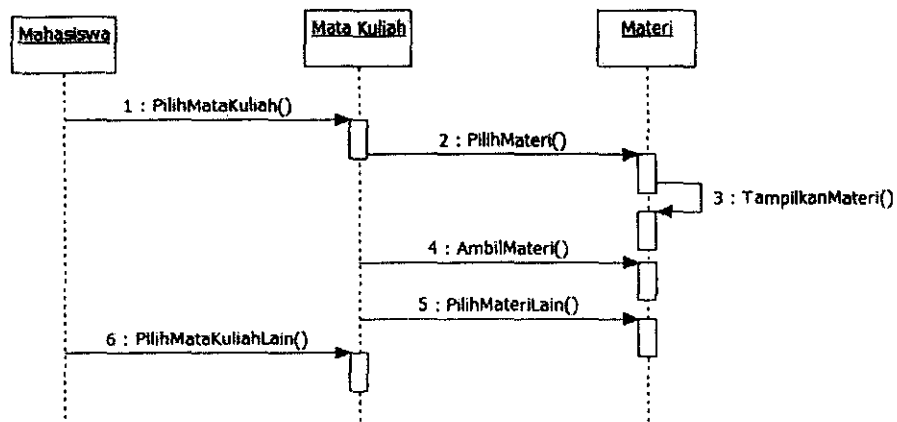 Mahasiswa
Mata Kuliah
Materi
1 : PilihMataKuliah()
2 : PilihMateri()
3 : TampilkanMateri()
4 : AmbilMateri()
5 : PilihMateriLain()
6 : PilihMataKuliahLain()